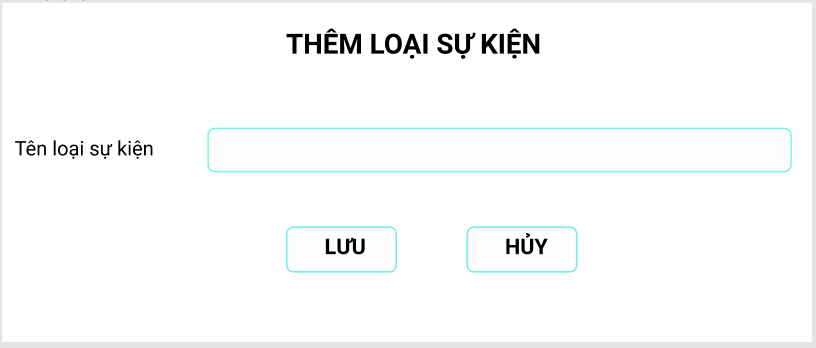 THÊM LOẠI SỰ KIỆN
Tên loại sự kiện
LƯU
HỦY